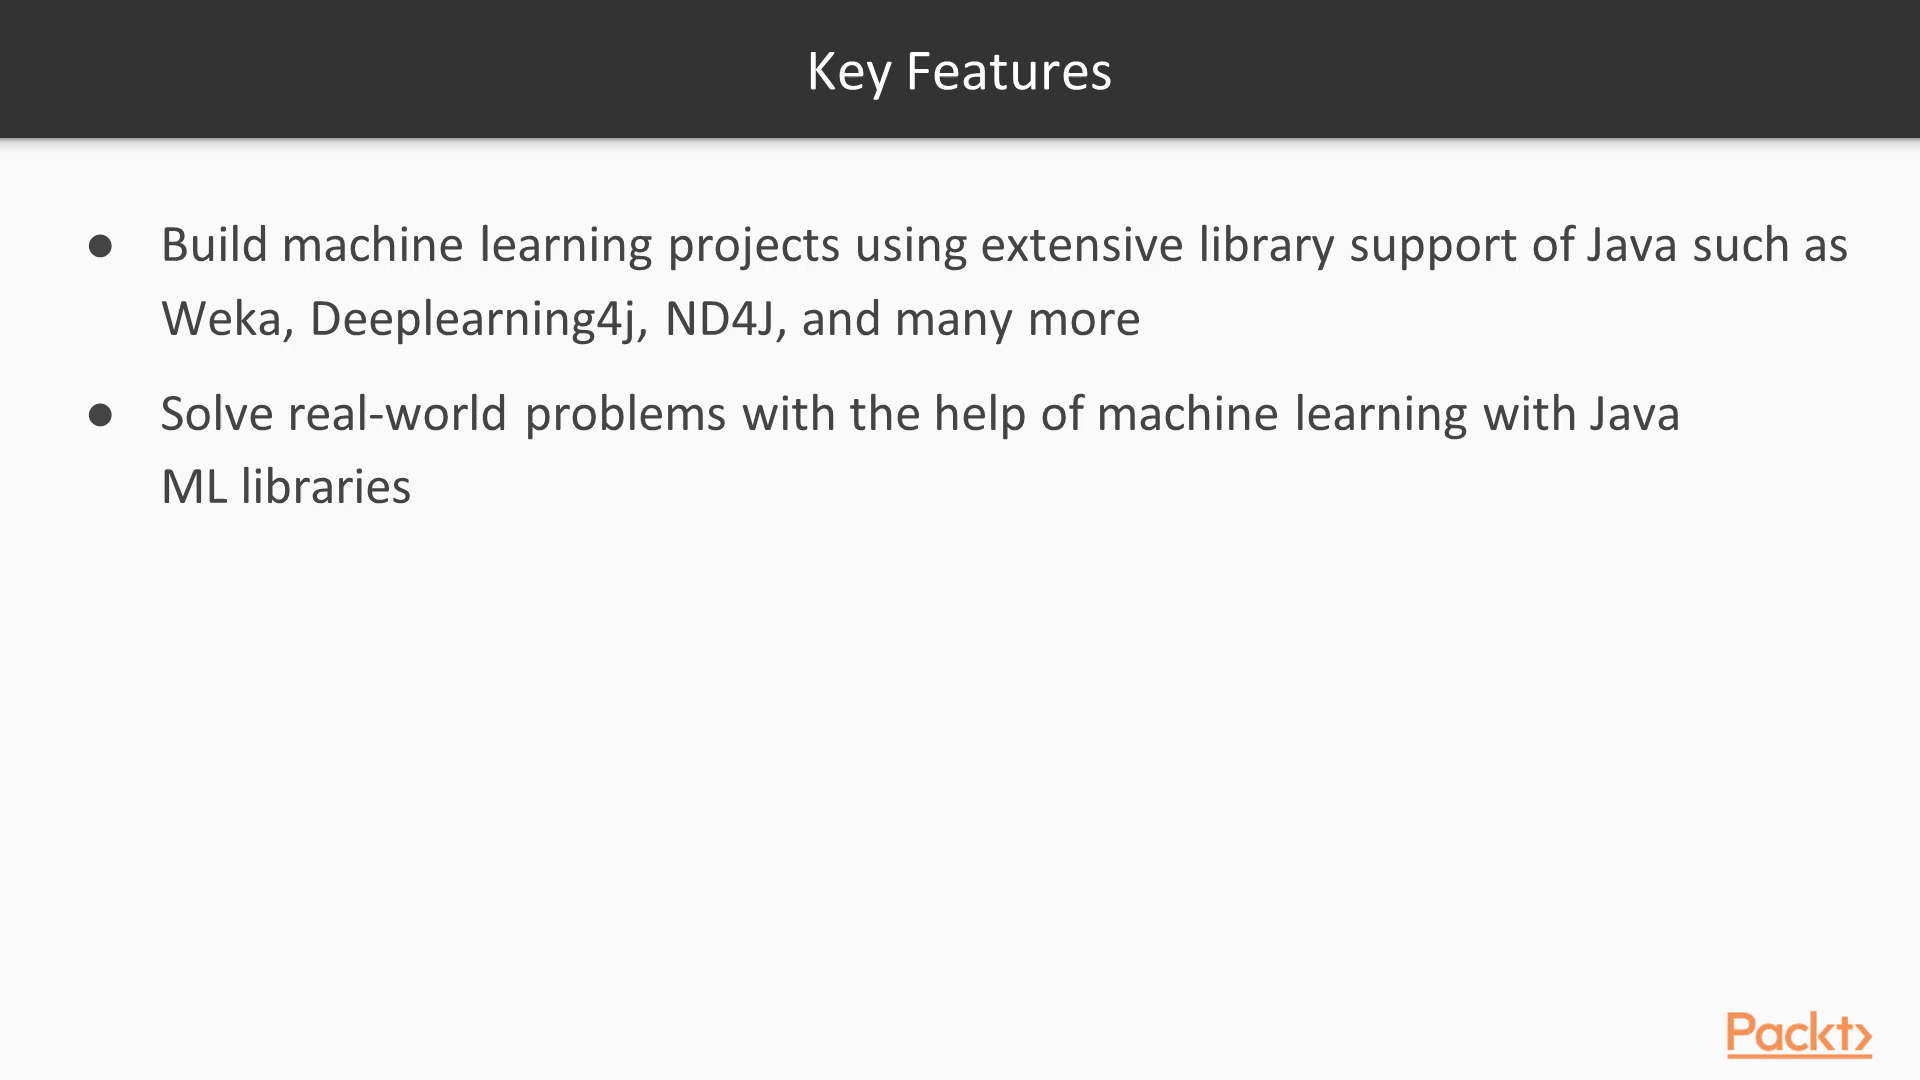 Key Features
● Build machine learning projects using extensive library support of Java such as
Weka, Deeplearning4j, ND4J, and many more
● Solve real-world problems with the help of machine learning with Java
ML libraries
Packt>